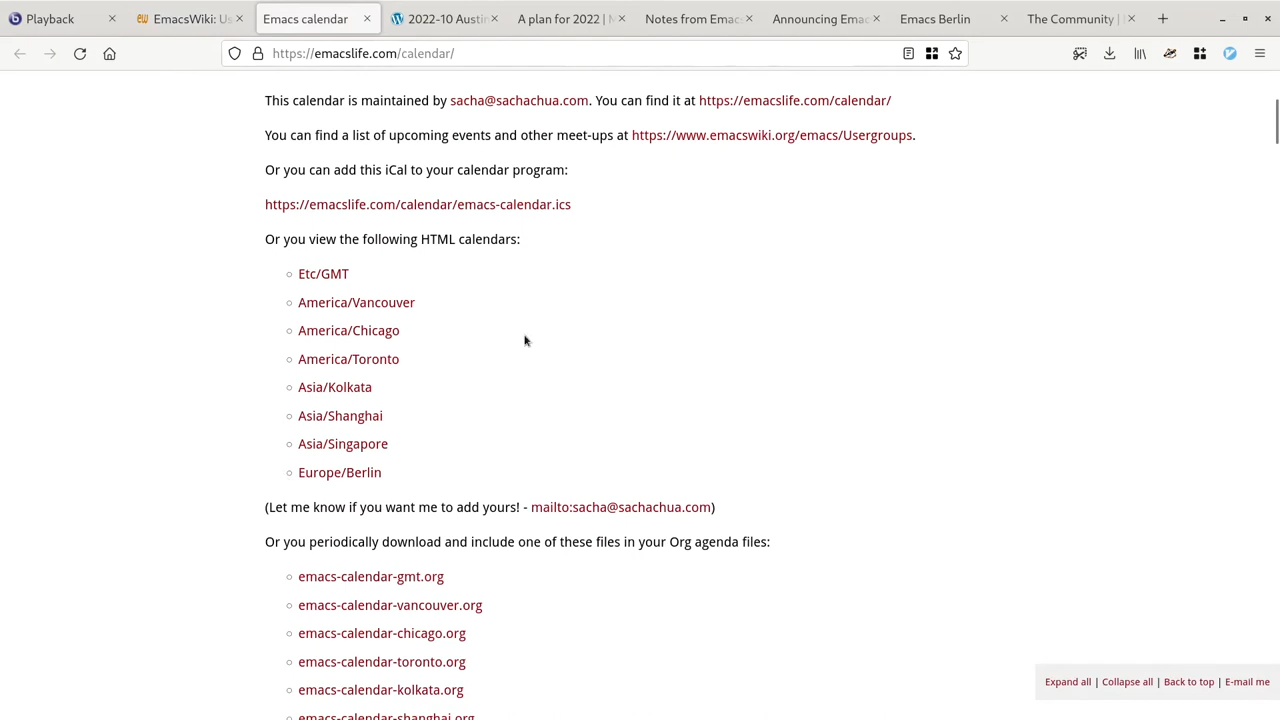 Playback
EmacsWiki: Us
Emacs calendar
2022-10 Austin
A plan for 2022 | N
Notes from Emac
Announcing Emac
Emacs Berlin
The Community |
https://emacslife.com/calendar/
This calendar is maintained by sacha@sachachua.com. You can find it at https://emacslife.com/calendar/
You can find a list of upcoming events and other meet-ups at https://www.emacswiki.org/emacs/Usergroups.
Or you can add this iCal to your calendar program:
https://emacslife.com/calendar/emacs-calendar.ics
Or you view the following HTML calendars:
Etc/GMT
America/Vancouver
America/Chicago
America/Toronto
Asia/Kolkata
Asia/Shanghai
Asia/Singapore
Europe/Berlin
(Let me know if you want me to add yours! - mailto:sacha@sachachua.com)
Or you periodically download and include one of these files in your Org agenda files:
emacs-calendar-gmt.org
emacs-calendar-vancouver.org
emacs-calendar-chicago.org
emacs-calendar-toronto.org
emacs-calendar-kolkata.org
emacs-calendar-shanghai.org
Expand all | Collapse all | Back to top | E-mail me